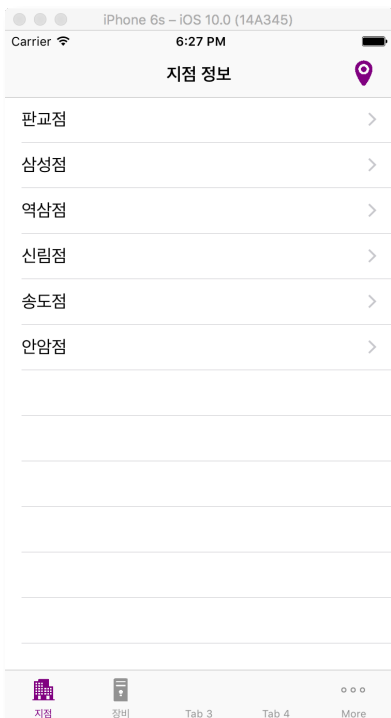 iPhone 6s – iOS 10.0 (14A345)
Carrier 6:27 PM
지점 정보
판교점
삼성점
역삼점
신림점
송도점
안암점
지점 장비 Tab 3 Tab 4 More